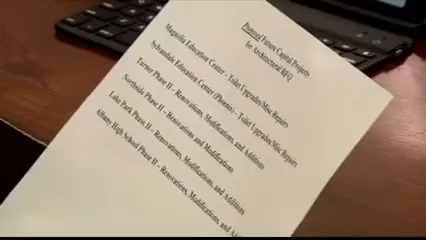 Proposed Future Capital Projects
for Architectural RFQ
Magnolia Education Center - Toilet Upgrades/Misc Repairs
Sylvandale Education Center (Phoenix) - Toilet Upgrades/Misc Repairs
Turner Phase II – Renovations, Modifications, and Additions
Northside Phase II – Renovations and Modifications
Lake Park Phase II – Renovations, Modifications, and Additions
Albany High School Phase II – Renovations, Modifications, and